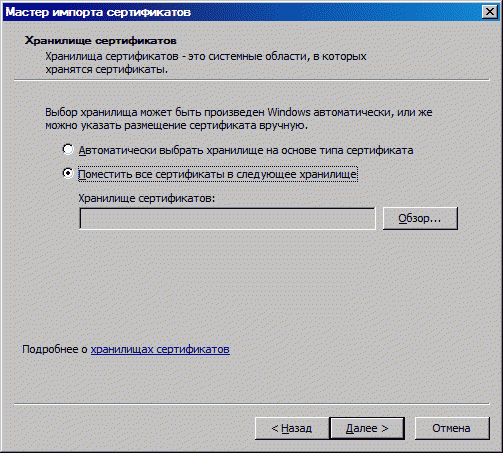 Мастер импорта сертификатов
Хранилище сертификатов
Хранилища сертификатов - это системные области, в которых
хранятся сертификаты.
Выбор хранилища может быть произведен Windows автоматически, или же
можно указать размещение сертификата вручную.
Автоматически выбрать хранилище на основе типа сертификата
Поместить все сертификаты в следующее хранилище
Хранилище сертификатов:
Обзор...
Подробнее о хранилищах сертификатов
< Назад Далее > Отмена